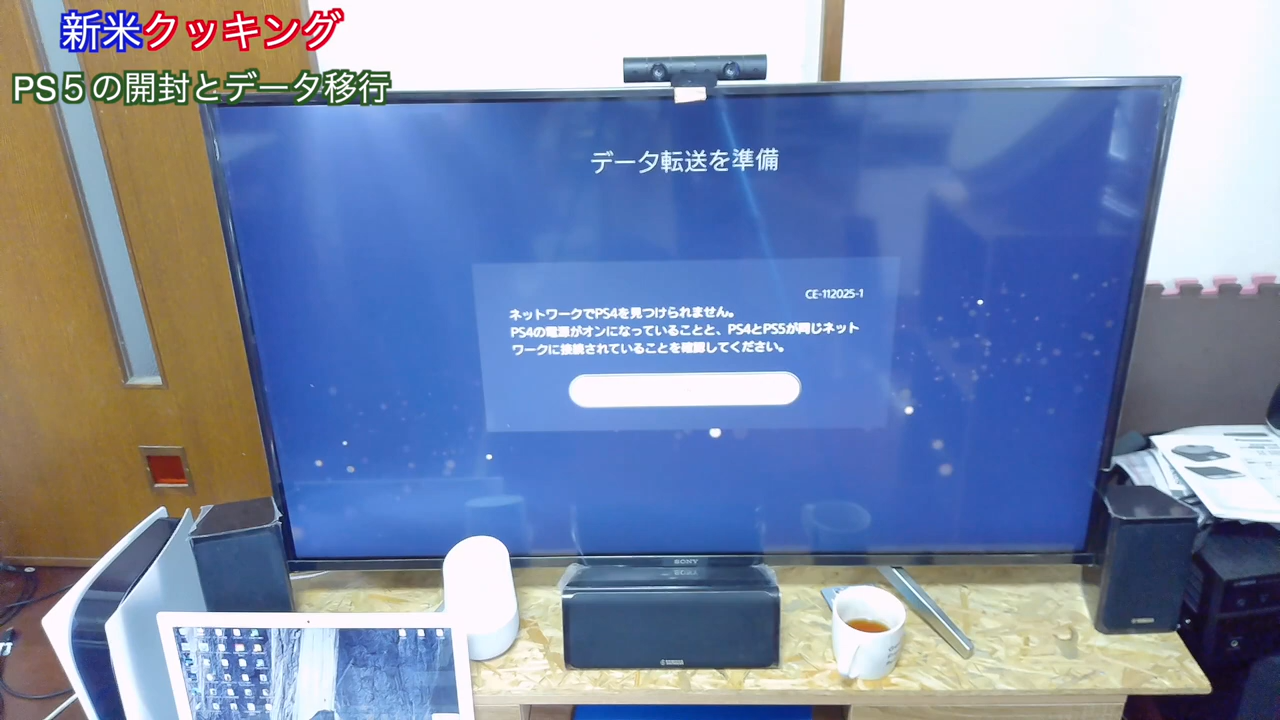 新米クッキング
PS５の開封とデータ移行
データ転送を準備
CE-112025-1
ネットワークでPS4を見つけられません。
PS4の電源がオンになっていることと、PS4とPS5が同じネット
ワークに接続されていることを確認してください。
SONY